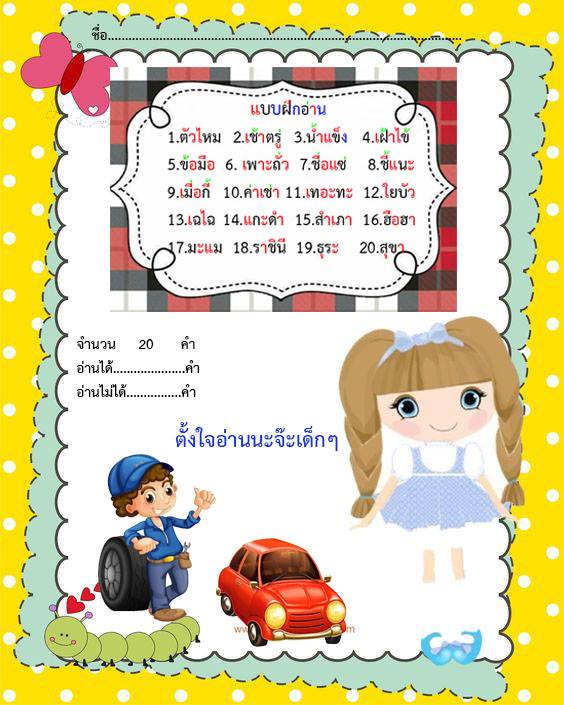 ชื่อ..........................................................................................
แบบฝึกอ่าน
1.ตัวไหม 2.เช้าตรู่ 3.น้ำแข็ง 4.เฝ้าไข้
5.ข้อมือ 6. เพาะถั่ว 7.ชื่อแซ่ 8.ชี้แนะ
9.เมื่อกี้ 10.ค่าเช่า 11.เทอะทะ 12.ใยบัว
13.เฉไฉ 14.แกะดำ 15.สำเภา 16.ฮือฮา
17.มะแม 18.ราชินี 19.ธุระ 20.สุขา
จำนวน 20 คำ
อ่านได้.....................คำ
อ่านไม่ได้................คำ
ตั้งใจอ่านนะจ๊ะเด็กๆ